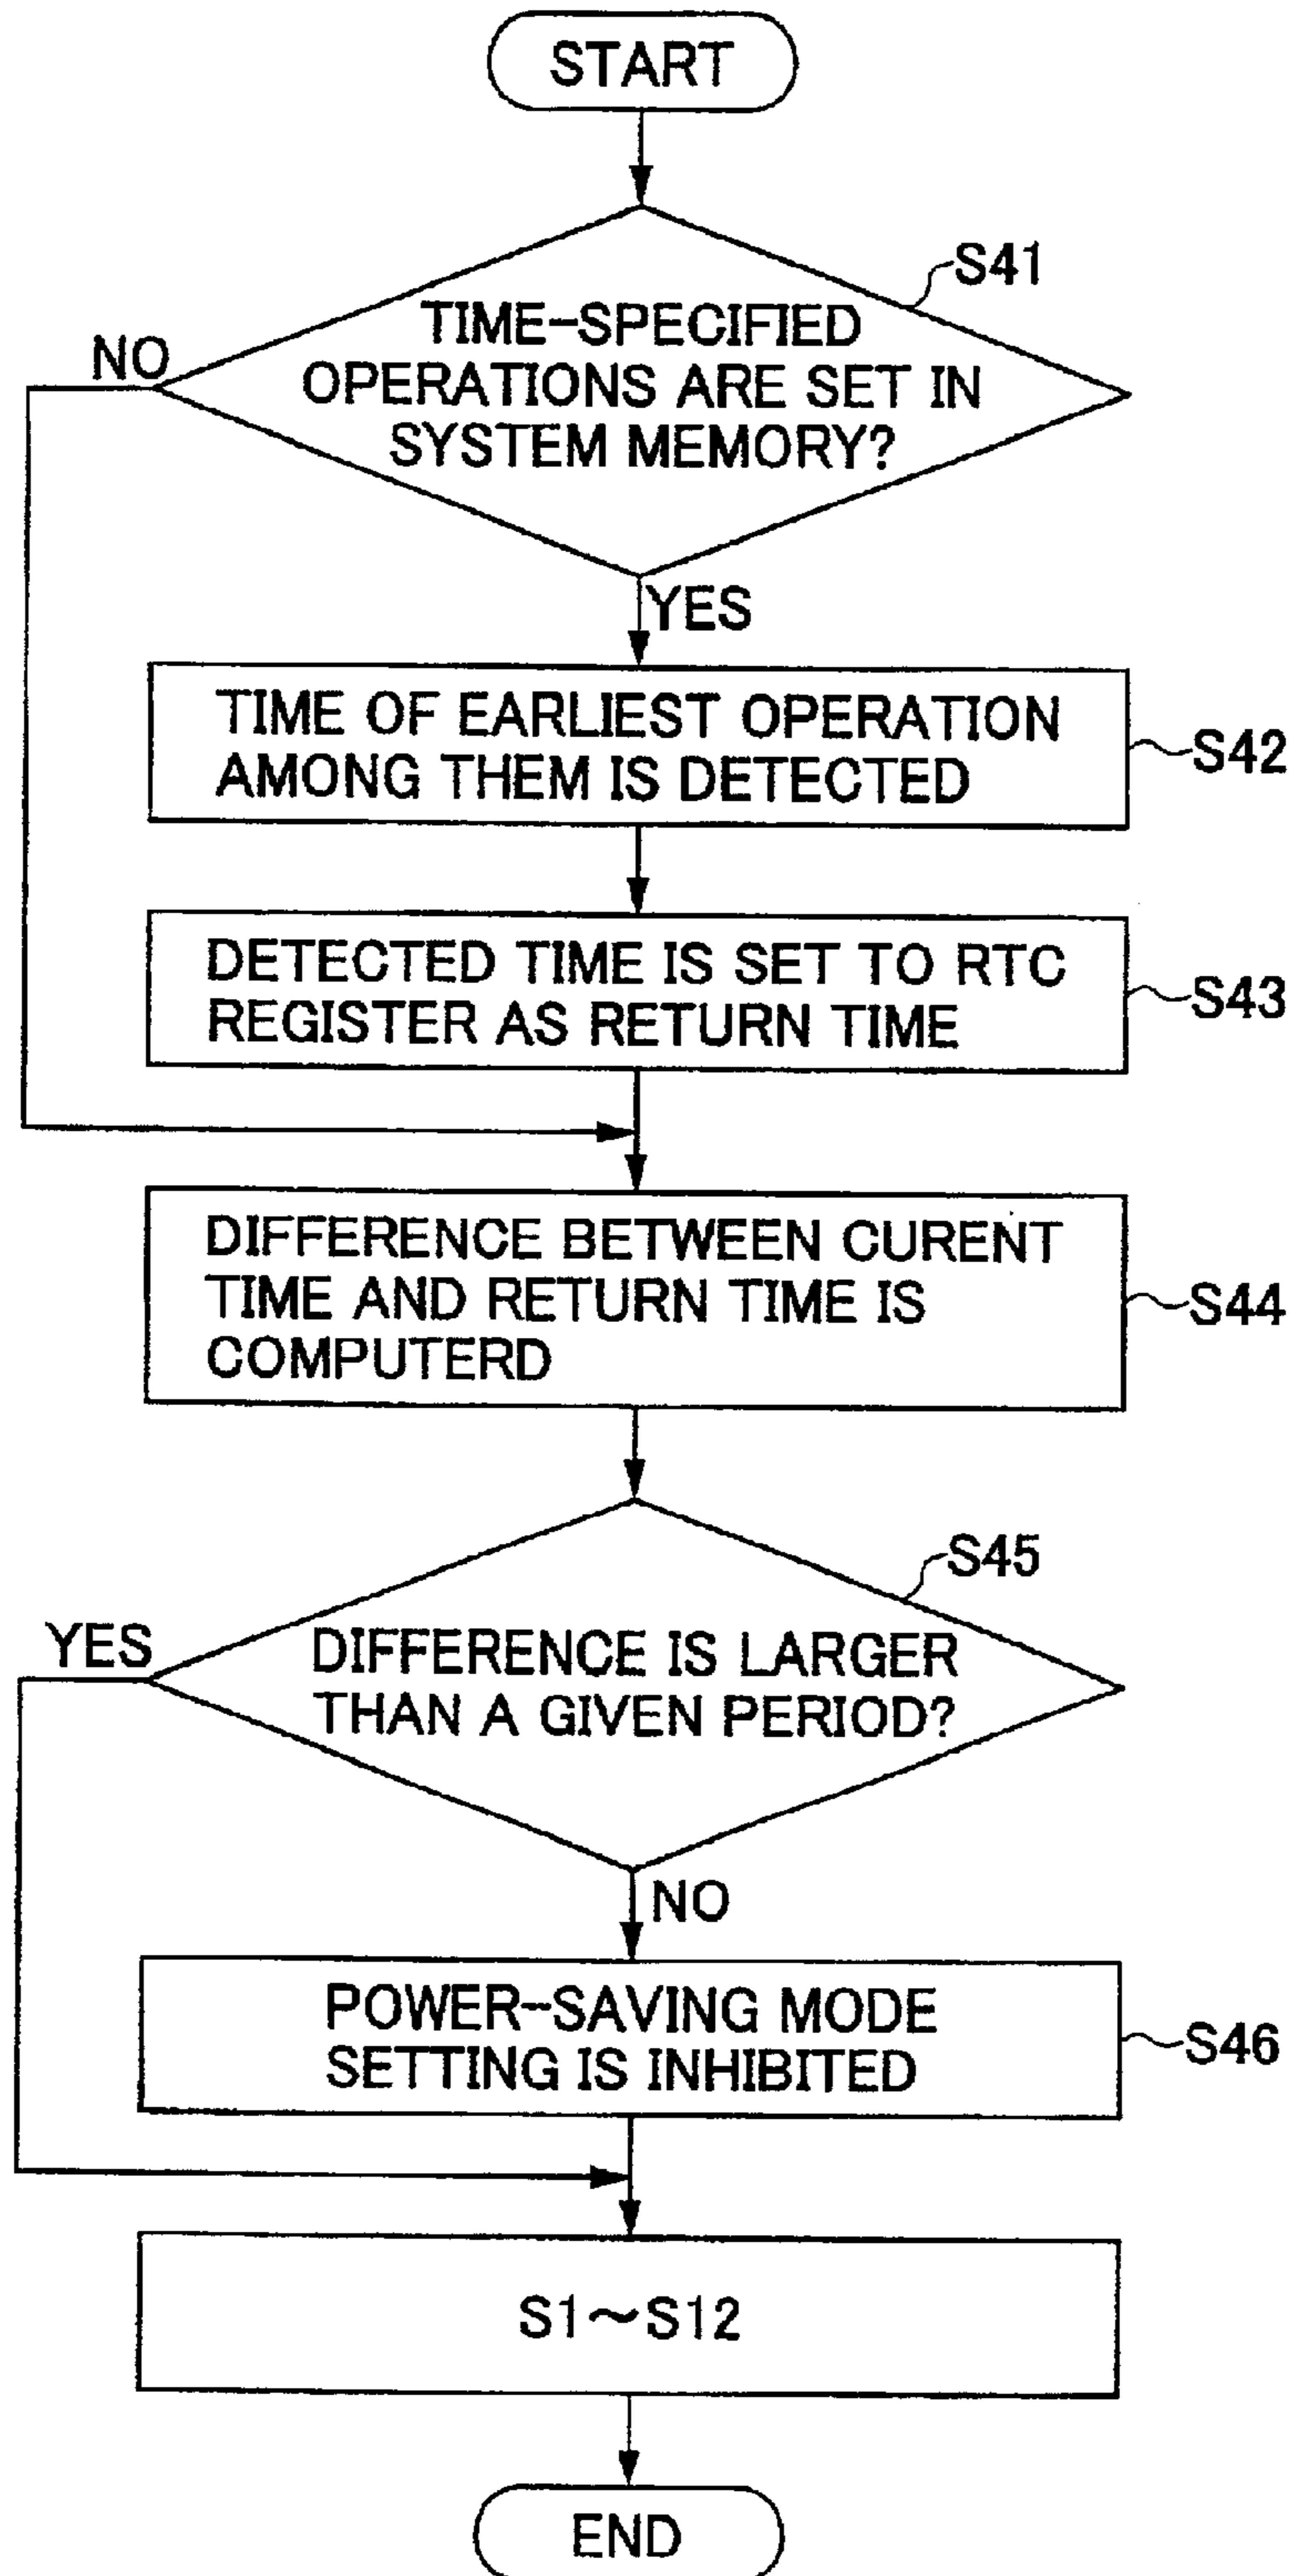 START
S41
TIME-SPECIFIED
OPERATIONS ARE SET IN
SYSTEM MEMORY?
NO
YES
TIME OF EARLIEST OPERATION
AMONG THEM IS DETECTED
S42
DETECTED TIME IS SET TO RTC
REGISTER AS RETURN TIME
S43
DIFFERENCE BETWEEN CURENT
TIME AND RETURN TIME IS
COMPUTERD
S44
S45
YES
DIFFERENCE IS LARGER
THAN A GIVEN PERIOD?
NO
POWER-SAVING MODE
SETTING IS INHIBITED
S46
S1~S12
END